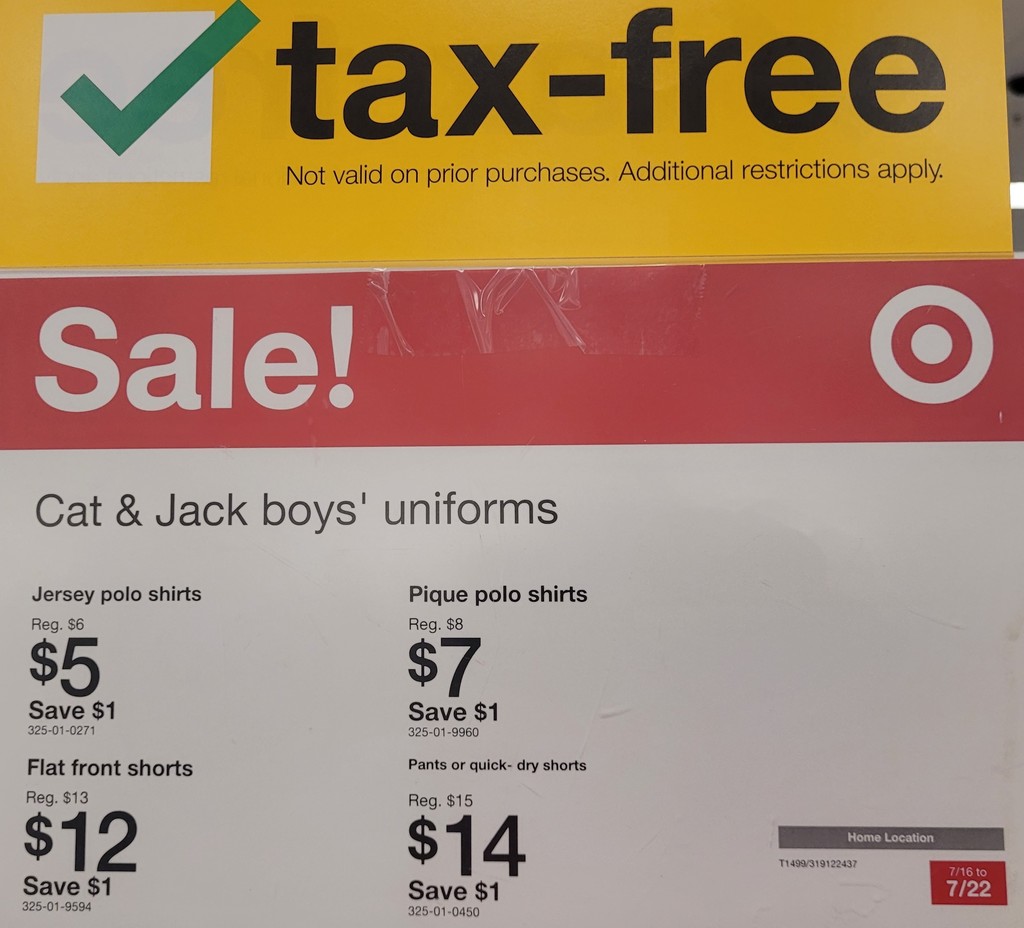 tax-free
Not valid on prior purchases. Additional restrictions apply.
Sale!
Cat & Jack boys' uniforms
Jersey polo shirts
Reg. $6
$5
Save $1
325-01-0271
Pique polo shirts
Reg. $8
$7
Save $1
325-01-9960
Flat front shorts
Reg. $13
$12
Save $1
325-01-9594
Pants or quick- dry shorts
Reg. $15
$14
Save $1
325-01-0450
Home Location
T1499/319122437
7/16 to
7/22